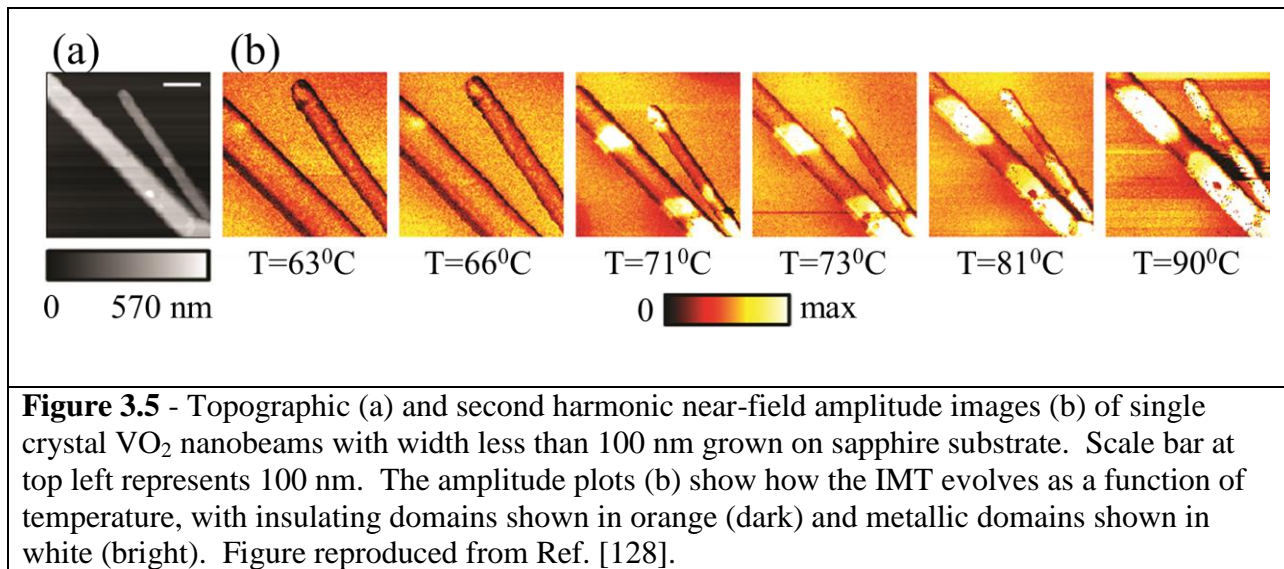 (a) (b)
T=63⁰C T=66⁰C T=71⁰C T=73⁰C T=81⁰C T=90⁰C
0 570 nm 0 max
Figure 3.5 - Topographic (a) and second harmonic near-field amplitude images (b) of single
crystal VO₂ nanobeams with width less than 100 nm grown on sapphire substrate. Scale bar at
top left represents 100 nm. The amplitude plots (b) show how the IMT evolves as a function of
temperature, with insulating domains shown in orange (dark) and metallic domains shown in
white (bright). Figure reproduced from Ref. [128].